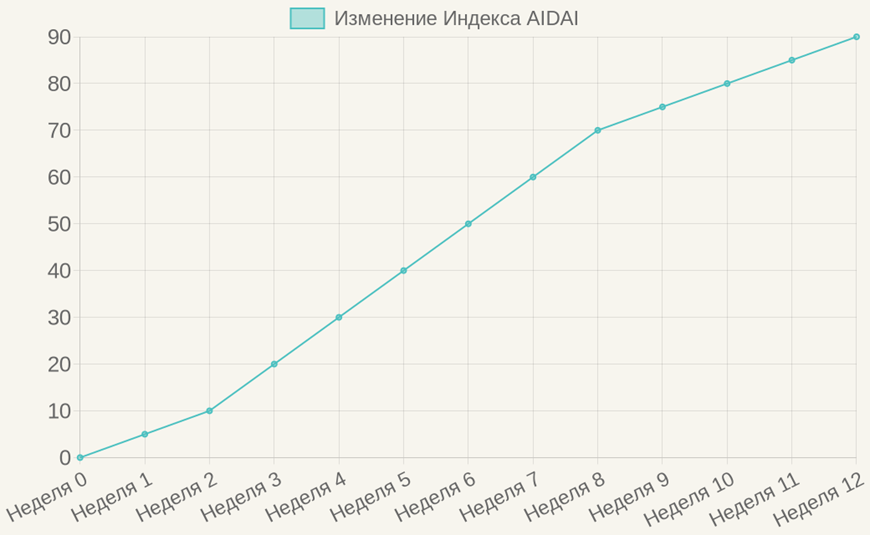 Изменение Индекса AIDAI
90
80
70
60
50
40
30
20
10
0
Неделя 0
Неделя 1
Неделя 2
Неделя 3
Неделя 4
Неделя 5
Неделя 6
Неделя 7
Неделя 8
Неделя 9
Неделя 10
Неделя 11
Неделя 12